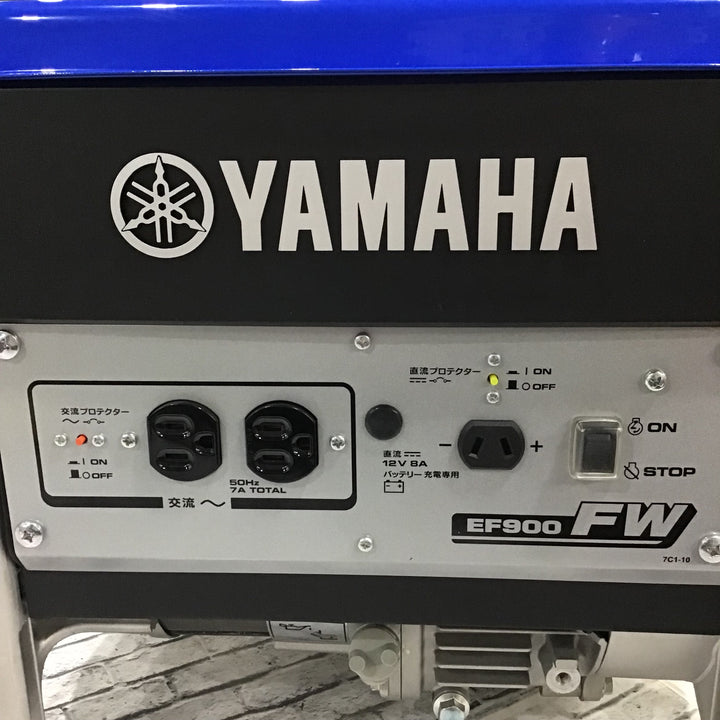 YAMAHA
直流プロテクター
ON
OFF
交流プロテクター
ON
OFF
50Hz
7A TOTAL
交流
直流
12V 8A
バッテリー充電専用
- +
ON
STOP
EF900 FW
7C1-10